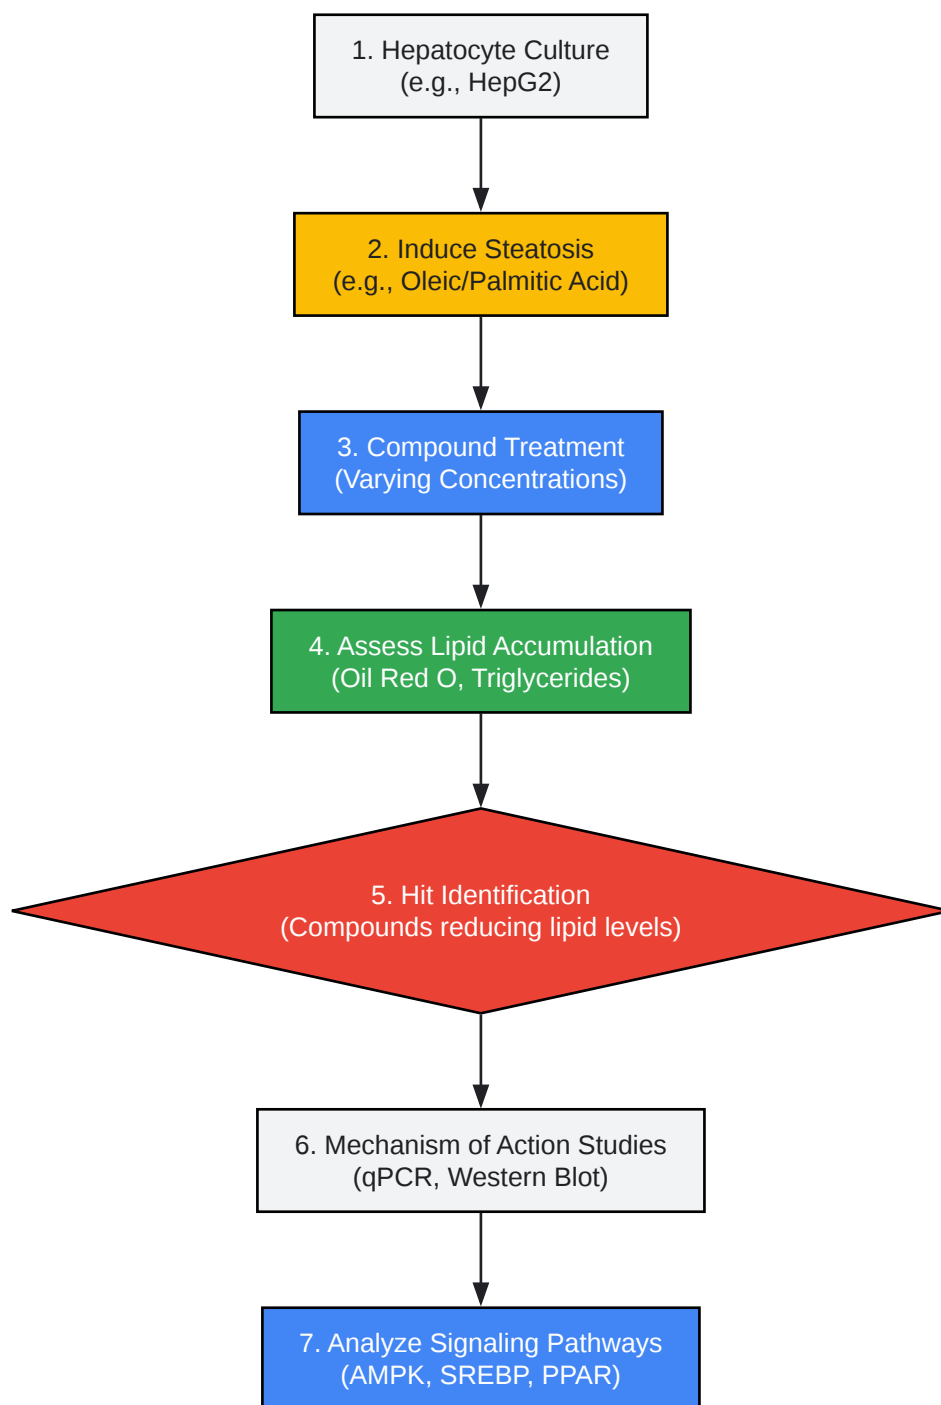 1. Hepatocyte Culture
(e.g., HepG2)
2. Induce Steatosis
(e.g., Oleic/Palmitic Acid)
3. Compound Treatment
(Varying Concentrations)
4. Assess Lipid Accumulation
(Oil Red O, Triglycerides)
5. Hit Identification
(Compounds reducing lipid levels)
6. Mechanism of Action Studies
(qPCR, Western Blot)
7. Analyze Signaling Pathways
(AMPK, SREBP, PPAR)